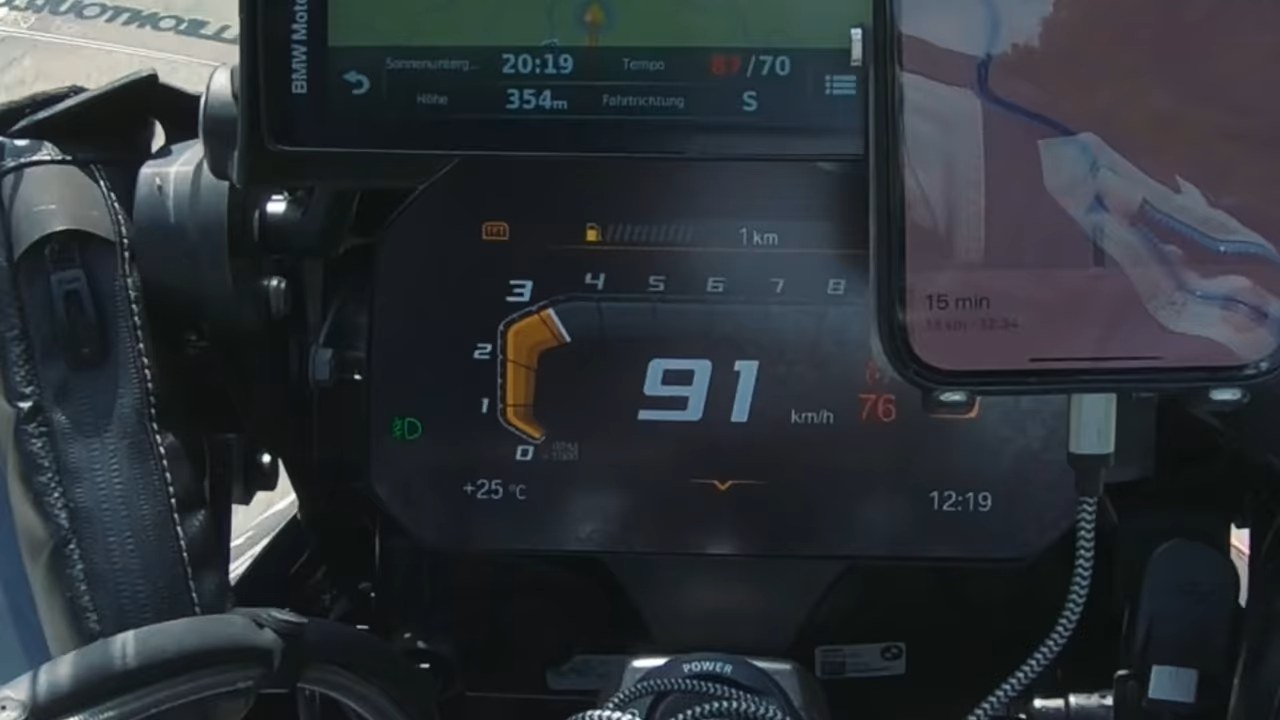 BMW Moto
Sonnenunterg... 20:19 Tempo 87/70
Höhe 354m Fahrtrichtung S
1 km
0 1 2 3 4 5 6 7 8
91 km/h
76
+25 °C
12:19
15 min
POWER